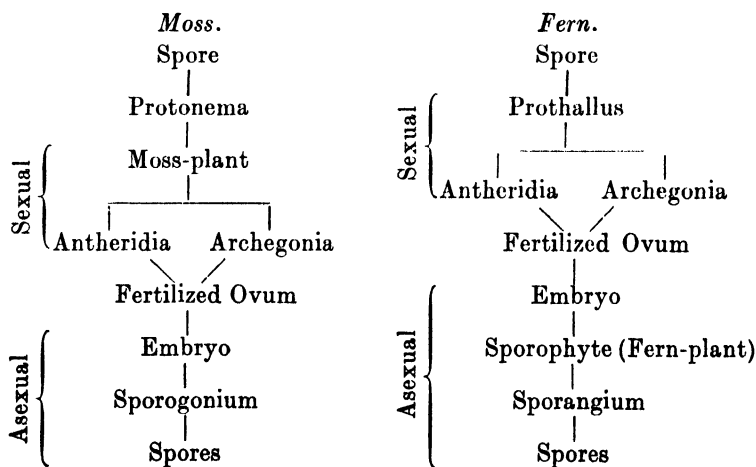 Moss.
Spore
Protonema
Moss-plant
Sexual
Antheridia Archegonia
Fertilized Ovum
Embryo
Asexual
Sporogonium
Spores
Fern.
Spore
Prothallus
Sexual
Antheridia Archegonia
Fertilized Ovum
Embryo
Sporophyte (Fern-plant)
Asexual
Sporangium
Spores